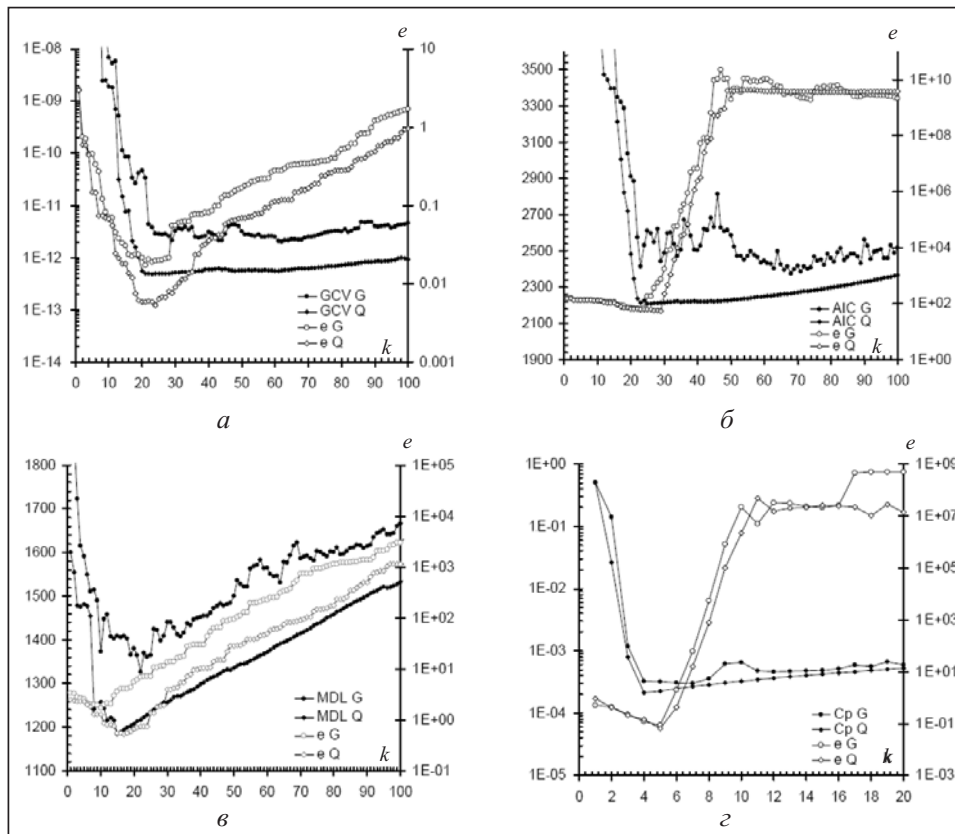 e
1E-08
1E-09
1E-10
1E-11
1E-12
1E-13
1E-14
10
1
0.1
0.01
0.001
GCV G
GCV Q
e G
e Q
k
0 10 20 30 40 50 60 70 80 90 100
а
e
3500
3300
3100
2900
2700
2500
2300
2100
1900
1E+10
1E+08
1E+06
1E+04
1E+02
1E+00
AIC G
AIC Q
e G
e Q
k
0 10 20 30 40 50 60 70 80 90 100
б
e
1800
1700
1600
1500
1400
1300
1200
1100
1E+05
1E+04
1E+03
1E+02
1E+01
1E+00
1E-01
MDL G
MDL Q
e G
e Q
k
0 10 20 30 40 50 60 70 80 90 100
в
e
1E+00
1E-01
1E-02
1E-03
1E-04
1E-05
1E+09
1E+07
1E+05
1E+03
1E+01
1E-01
1E-03
Cp G
Cp Q
e G
e Q
k
0 2 4 6 8 10 12 14 16 18 20
г